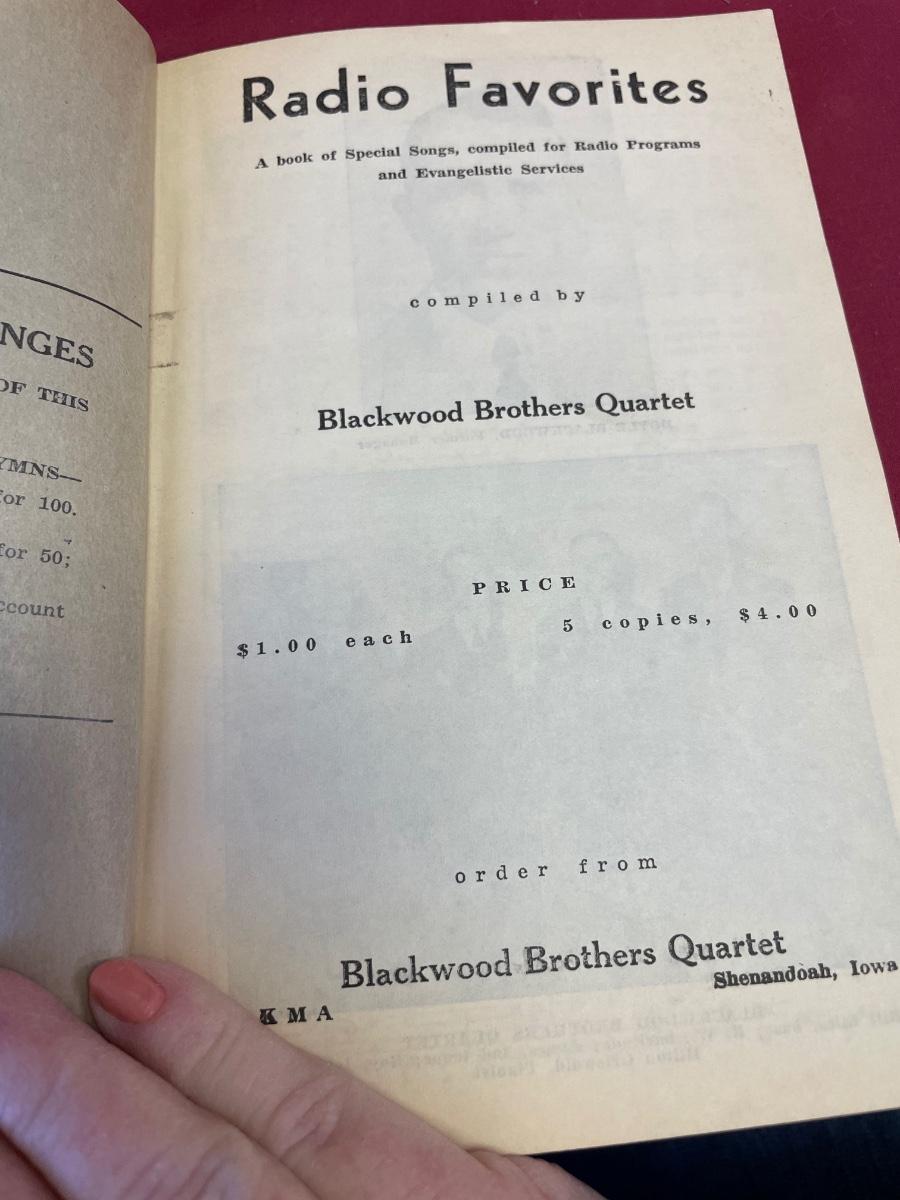 NGES
OF THIS
YMNS—
for 100.
for 50;
ccount
Radio Favorites
A book of Special Songs, compiled for Radio Programs
and Evangelistic Services
compiled by
Blackwood Brothers Quartet
PRICE
$1.00 each 5 copies, $4.00
order from
Blackwood Brothers Quartet
KMA Shenandoah, Iowa